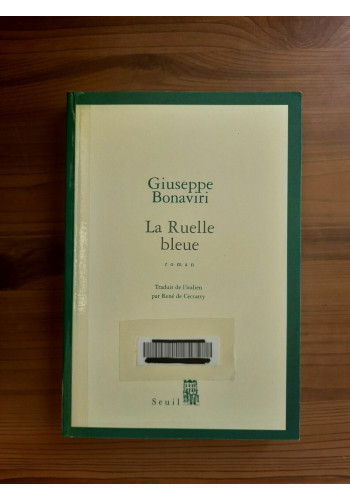 Giuseppe
Bonaviri
La Ruelle
bleue
roman
Traduit de l'italien
par René de Ceccatty
Seuil